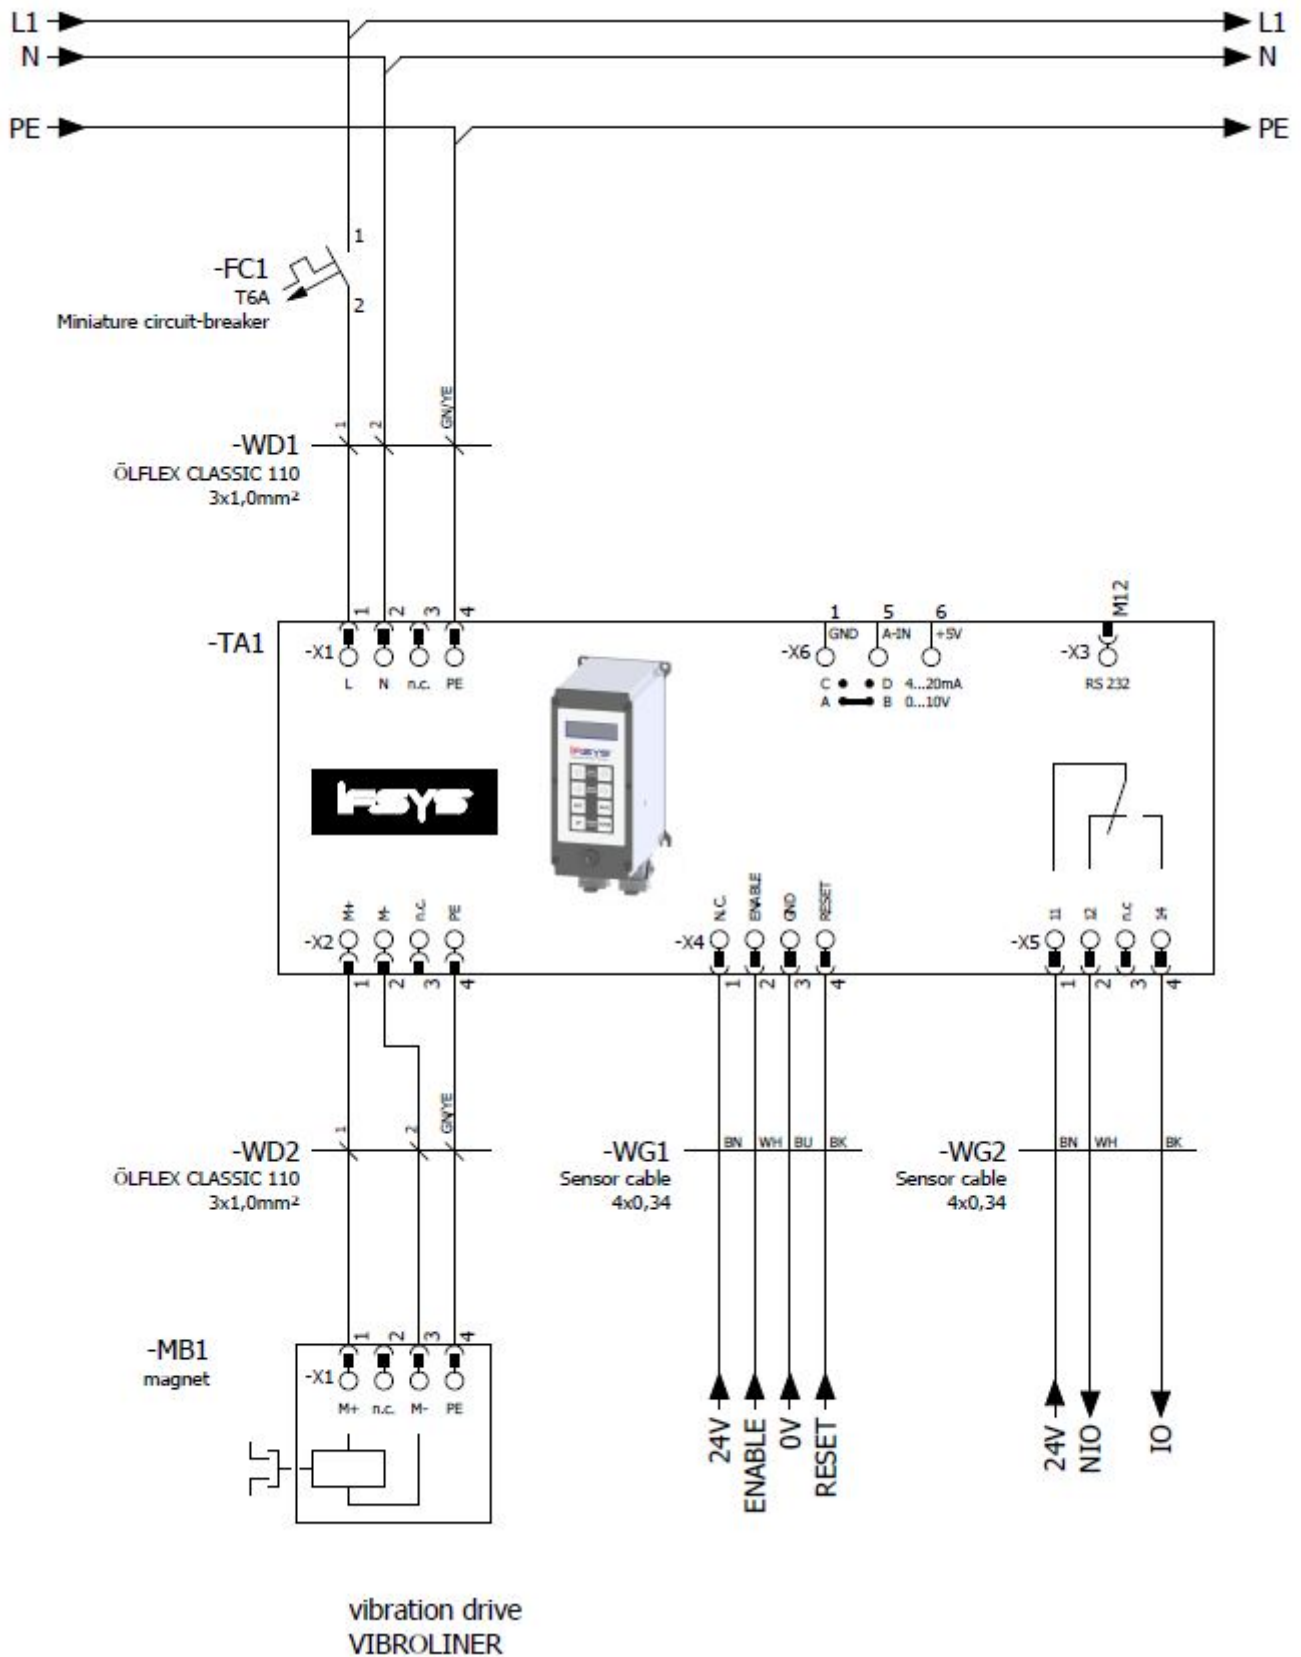 L1
L1
N
N
PE
PE
1
-FC1
T6A
2
Miniature circuit-breaker
1
2
GN/YE
-WD1
ÖLFLEX CLASSIC 110
3x1,0mm²
-TA1
1
2
3
4
-X1
L
N
n.c.
PE
1
5
6
GND
A-IN
+5V
-X6
C
D
4...20mA
A
B
0...10V
M12
-X3
RS 232
IFSYS
IFSYS
M+
M-
n.c.
PE
-X2
1
2
3
4
N.C.
ENABLE
GND
RESET
-X4
1
2
3
4
11
12
n.c
14
-X5
1
2
3
4
1
2
GN/YE
-WD2
ÖLFLEX CLASSIC 110
3x1,0mm²
BN
WH
BU
BK
-WG1
Sensor cable
4x0,34
BN
WH
BK
-WG2
Sensor cable
4x0,34
-MB1
magnet
1
2
3
4
-X1
M+
n.c.
M-
PE
24V
ENABLE
0V
RESET
24V
NIO
IO
vibration drive
VIBROLINER